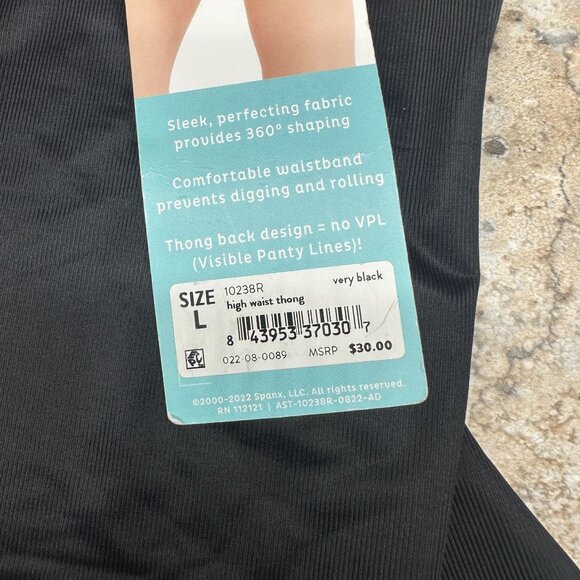 Sleek, perfecting fabric
provides 360° shaping
Comfortable waistband
prevents digging and rolling
Thong back design = no VPL
(Visible Panty Lines)!
SIZE
L
10238R very black
high waist thong
8 43953 37030 7
022-08-0089 MSRP $30.00
©2000-2022 Spanx, LLC. All rights reserved.
RN 112121 | AST-10238R-0822-AD